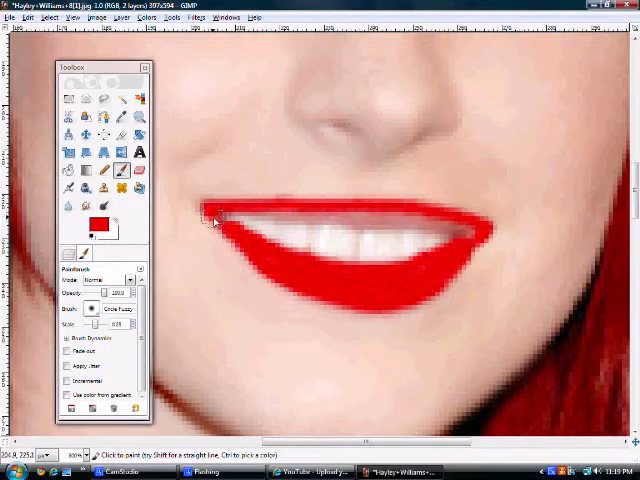 *Hayley+Williams+8[1].jpg-1.0 (RGB, 2 layers) 397x594 – GIMP
File Edit Select View Image Layer Colors Tools Filters Windows Help
Toolbox
Paintbrush
Mode: Normal
Opacity: 100.0
Brush: Circle Fuzzy
Scale: 0.28
Brush Dynamics
Fade out
Apply Jitter
Incremental
Use color from gradient
px 800% Click to paint (try Shift for a straight line, Ctrl to pick a color)
CamStudio Flashing YouTube - Upload y... *Hayley+Williams+... 11:19 PM